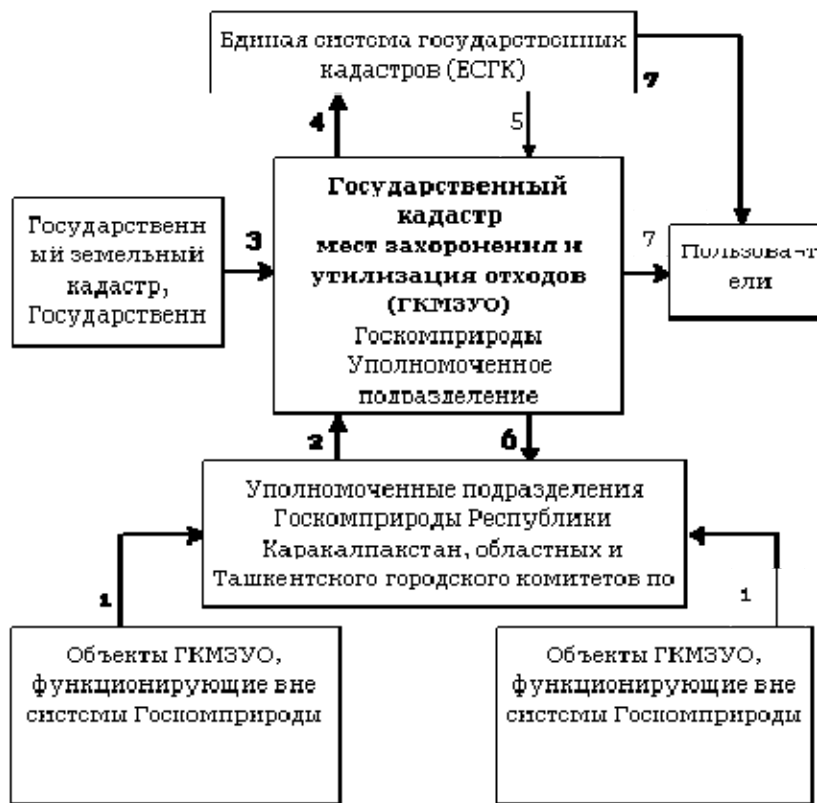 Единая система государственных
кадастров (ЕСГК)
7
4
5
Государственн
ый земельный
кадастр,
Государственн
3
Государственный
кадастр
мест захоронения и
утилизация отходов
(ГКМЗУО)
Госкомприроды
Уполномоченное
подразделение
7
Пользоват
ели
2
6
Уполномоченные подразделения
Госкомприроды Республики
Каракалпакстан, областных и
Ташкентского городского комитетов по
1
1
Объекты ГКМЗУО,
функционирующие вне
системы Госкомприроды
Объекты ГКМЗУО,
функционирующие вне
системы Госкомприроды